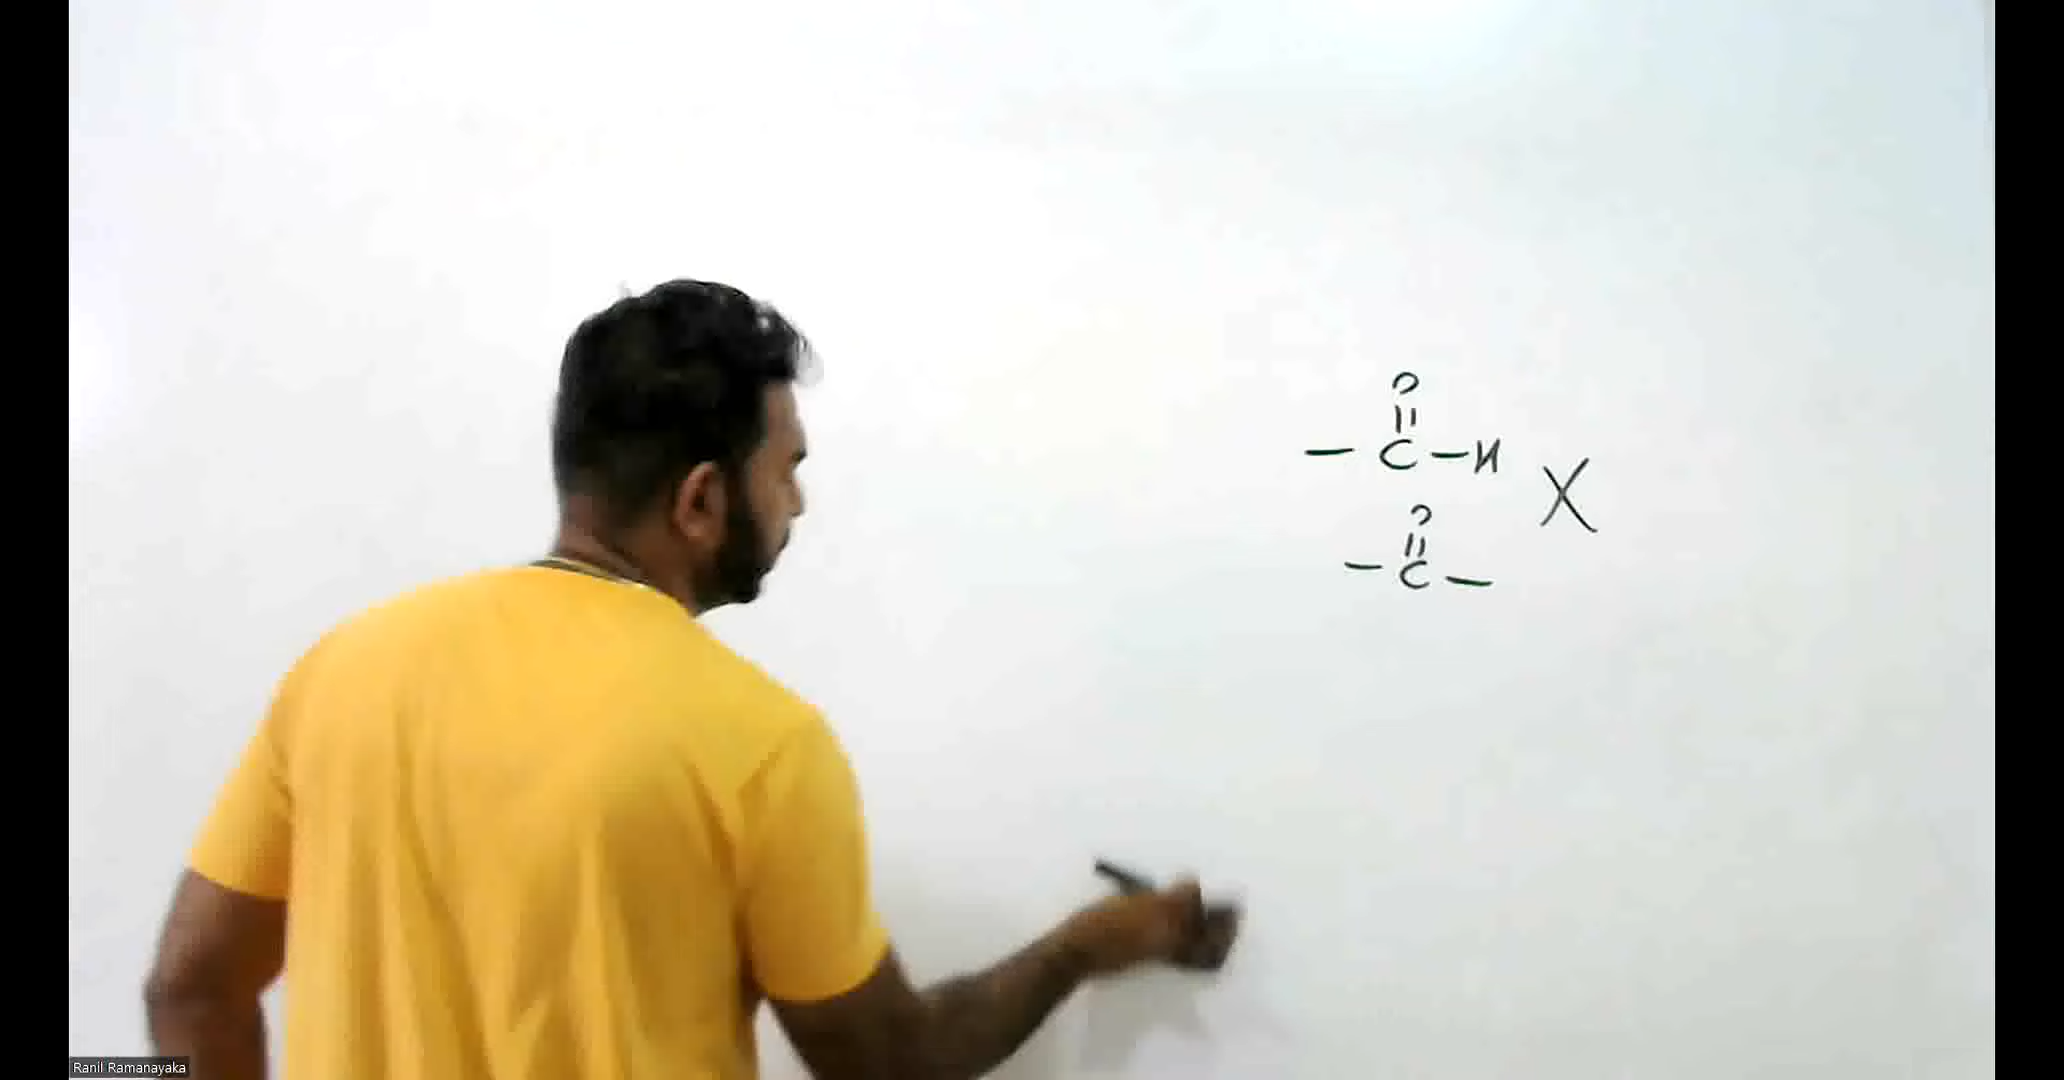 O
||
— C — H
X
O
||
— C —
Ranil Ramanayaka